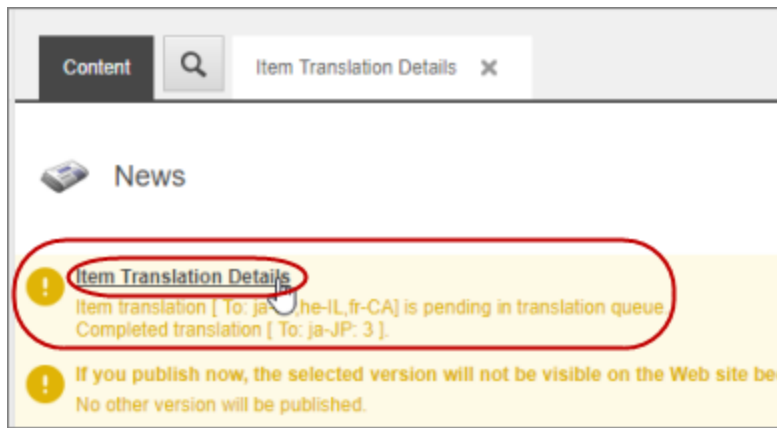 Content
Item Translation Details
News
Item Translation Details
Item translation [ To: ja- ,he-IL,fr-CA] is pending in translation queue
Completed translation [ To: ja-JP: 3 ].
If you publish now, the selected version will not be visible on the Web site be
No other version will be published.